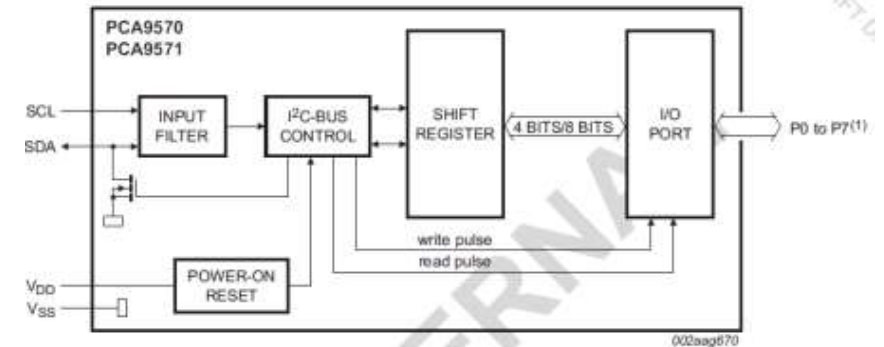 PCA9570
PCA9571
SCL
SDA
INPUT
FILTER
I²C-BUS
CONTROL
SHIFT
REGISTER
4 BITS/8 BITS
I/O
PORT
P0 to P7(1)
write pulse
read pulse
POWER-ON
RESET
VDD
VSS
002aag670